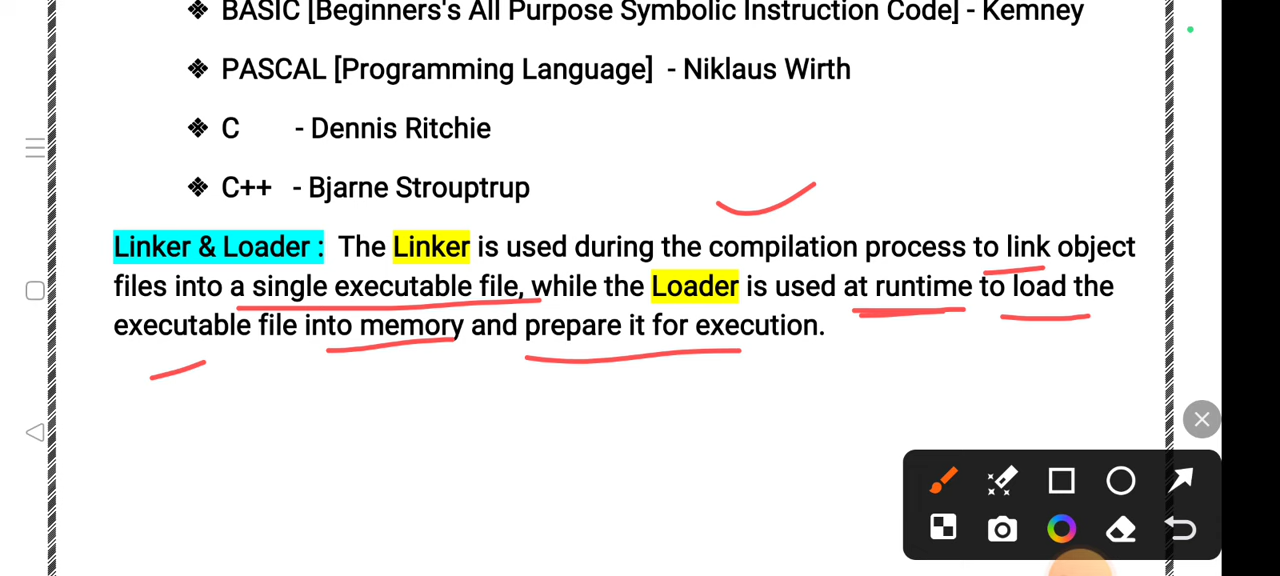 ❖ BASIC [Beginners's All Purpose Symbolic Instruction Code] - Kemney
❖ PASCAL [Programming Language] - Niklaus Wirth
❖ C - Dennis Ritchie
❖ C++ - Bjarne Strouptrup
Linker & Loader : The Linker is used during the compilation process to link object
files into a single executable file, while the Loader is used at runtime to load the
executable file into memory and prepare it for execution.